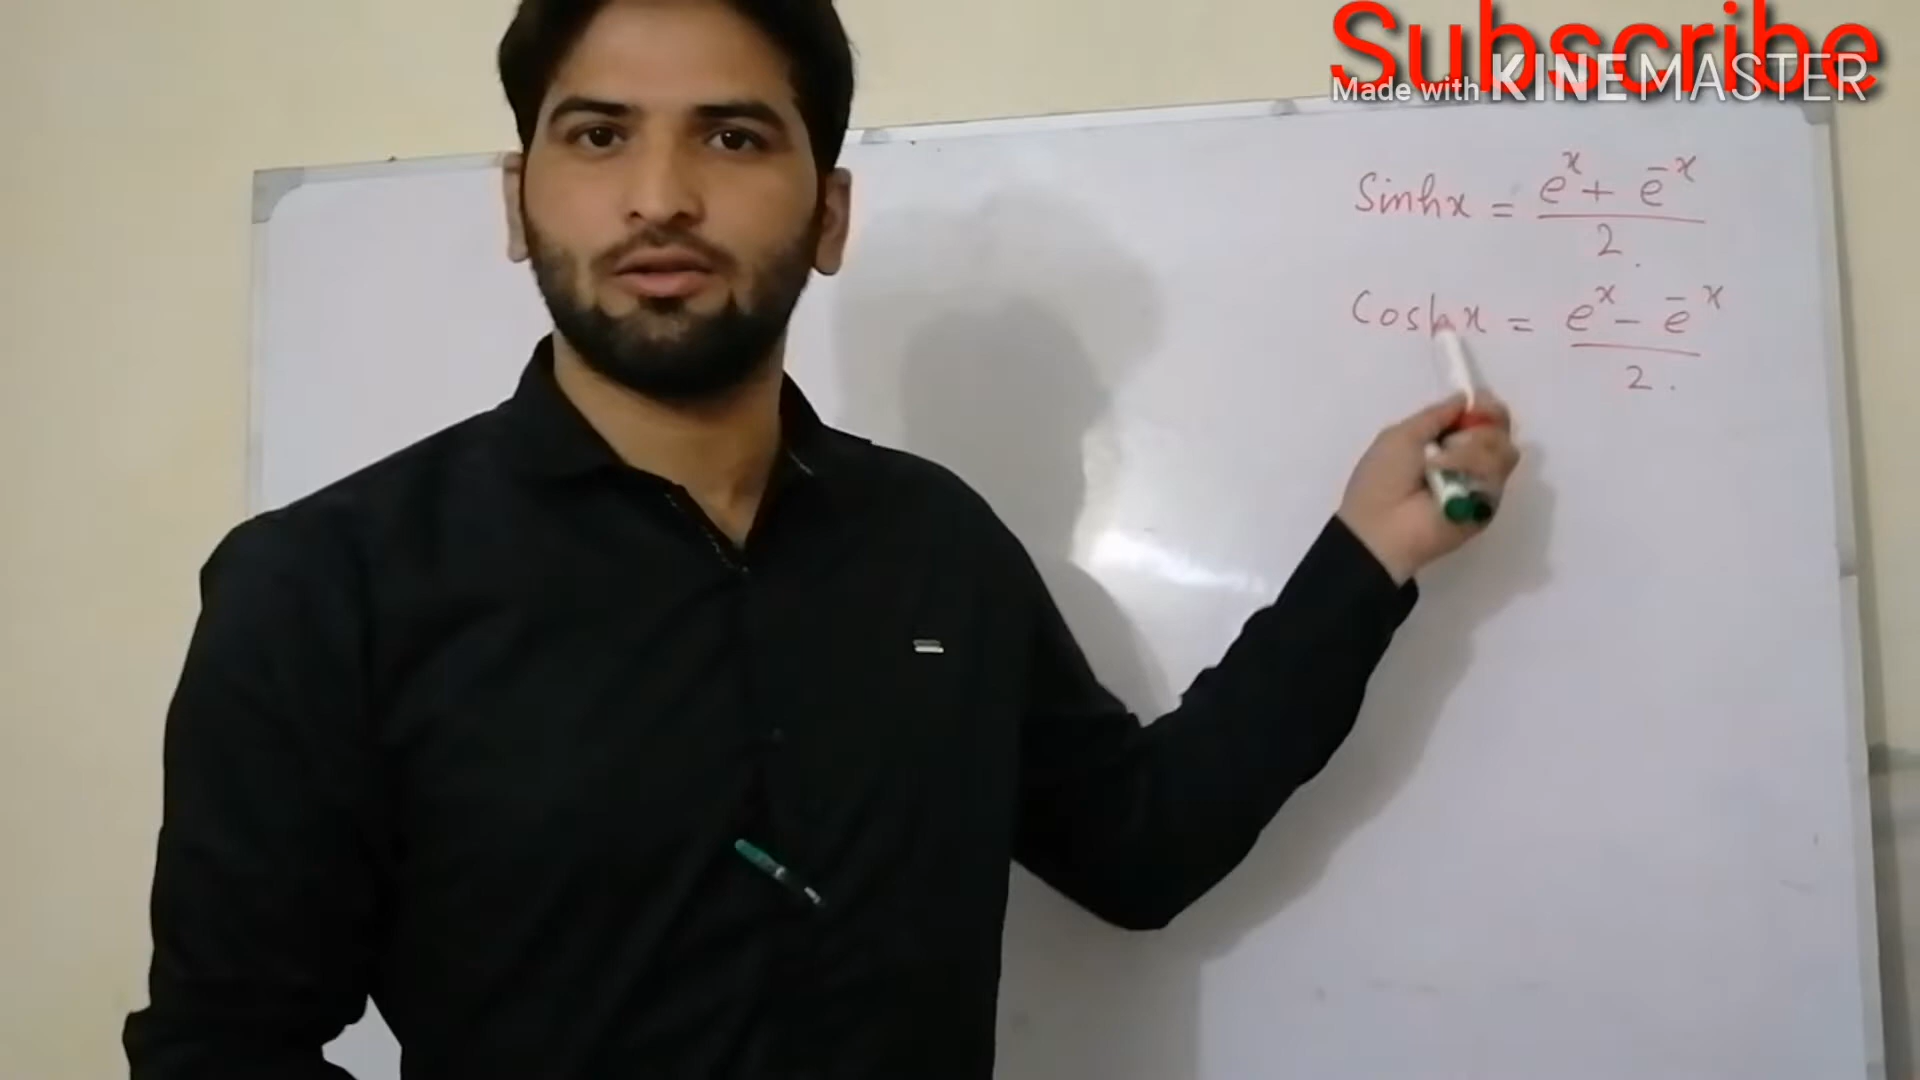 Subscribe
Made with KINEMASTER
Sinhx = e^x + e^-x / 2.
Coshx = e^x - e^-x / 2.